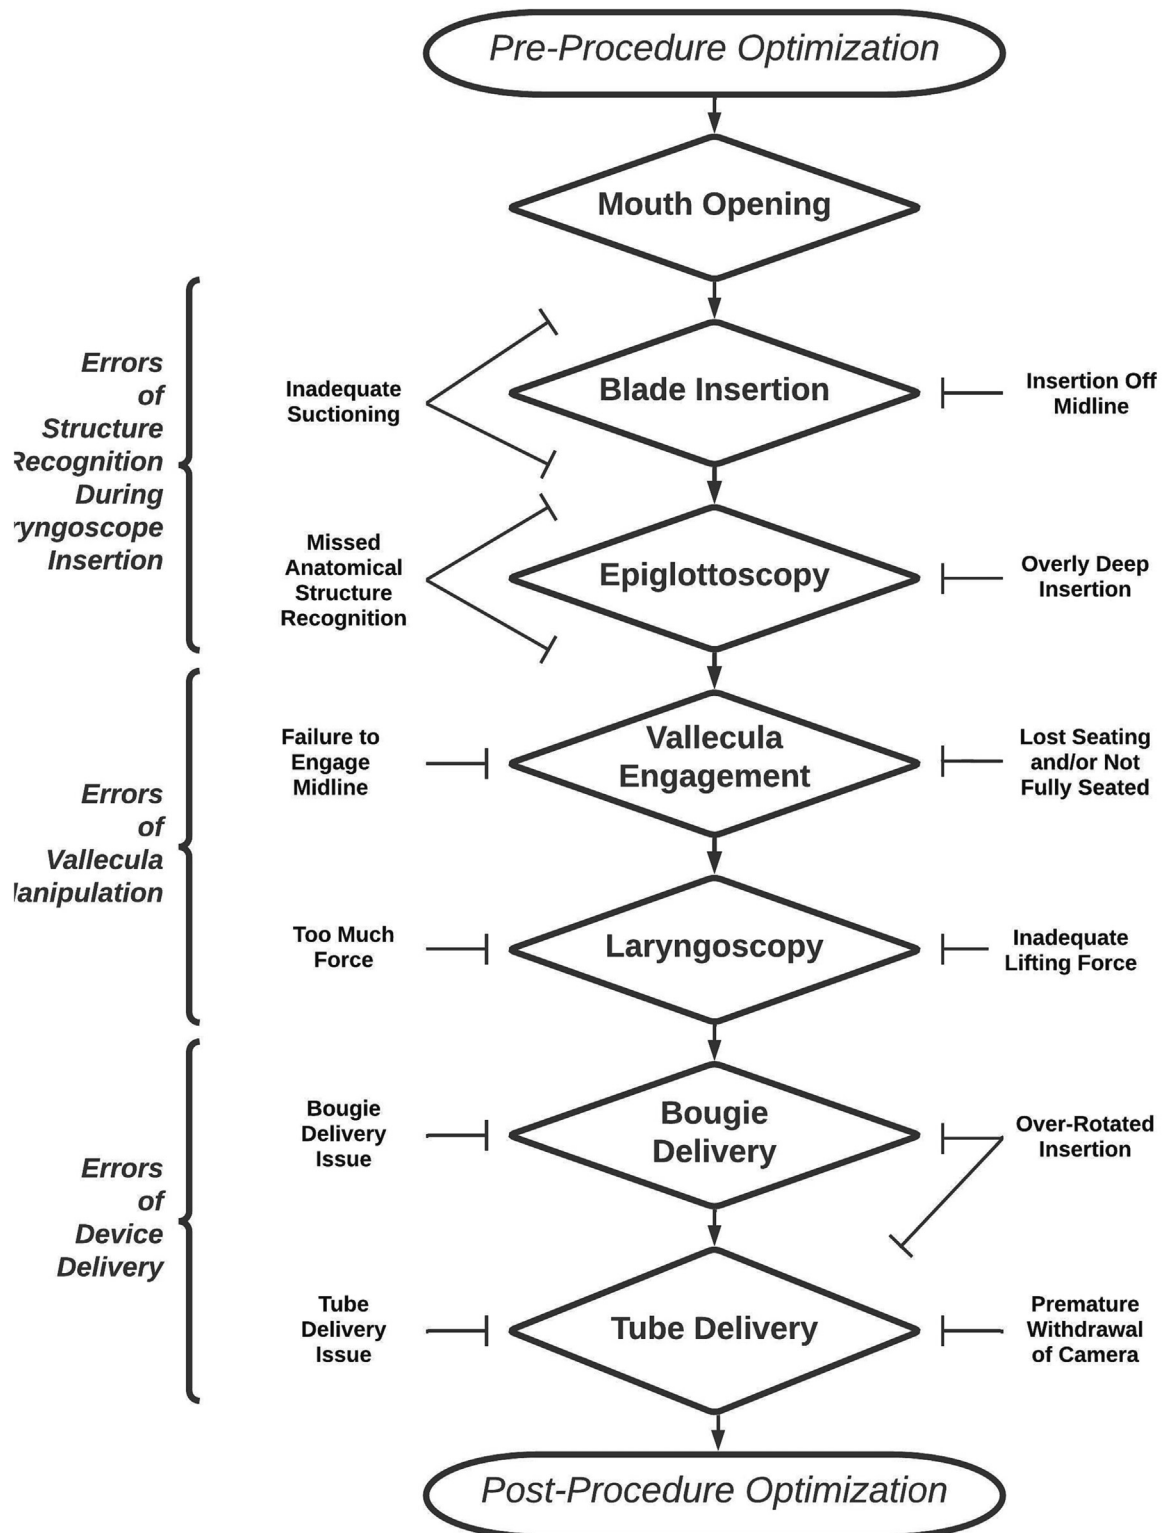 Pre-Procedure Optimization
Mouth Opening
Errors
of
Structure
Recognition
During
ryngoscope
Insertion
Inadequate
Suctioning
Blade Insertion
Insertion Off
Midline
Missed
Anatomical
Structure
Recognition
Epiglottoscopy
Overly Deep
Insertion
Errors
of
Vallecula
anipulation
Failure to
Engage
Midline
Vallecula
Engagement
Lost Seating
and/or Not
Fully Seated
Too Much
Force
Laryngoscopy
Inadequate
Lifting Force
Errors
of
Device
Delivery
Bougie
Delivery
Issue
Bougie
Delivery
Over-Rotated
Insertion
Tube
Delivery
Issue
Tube Delivery
Premature
Withdrawal
of Camera
Post-Procedure Optimization